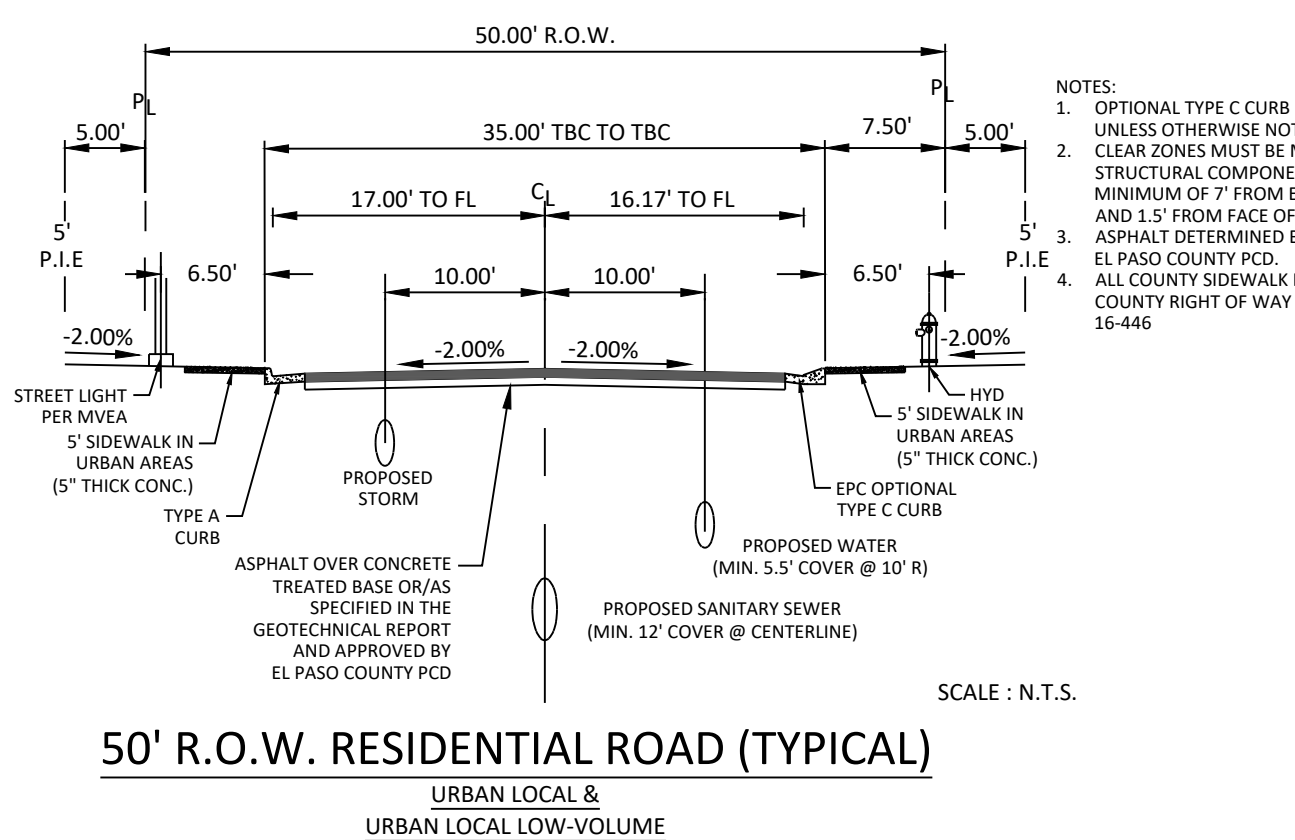 50.00' R.O.W.
PL
PL
5.00'
35.00' TBC TO TBC
7.50'
5.00'
17.00' TO FL
CL
16.17' TO FL
5'
P.I.E
5'
P.I.E
6.50'
10.00'
10.00'
6.50'
-2.00%
-2.00%
-2.00%
-2.00%
STREET LIGHT
PER MVEA
5' SIDEWALK IN
URBAN AREAS
(5" THICK CONC.)
TYPE A
CURB
PROPOSED
STORM
ASPHALT OVER CONCRETE
TREATED BASE OR/AS
SPECIFIED IN THE
GEOTECHNICAL REPORT
AND APPROVED BY
EL PASO COUNTY PCD
HYD
5' SIDEWALK IN
URBAN AREAS
(5" THICK CONC.)
EPC OPTIONAL
TYPE C CURB
PROPOSED WATER
(MIN. 5.5' COVER @ 10' R)
PROPOSED SANITARY SEWER
(MIN. 12' COVER @ CENTERLINE)
NOTES:
1. OPTIONAL TYPE C CURB
UNLESS OTHERWISE NOT
2. CLEAR ZONES MUST BE
STRUCTURAL COMPONE
MINIMUM OF 7' FROM
AND 1.5' FROM FACE OF
3. ASPHALT DETERMINED
EL PASO COUNTY PCD.
4. ALL COUNTY SIDEWALK
COUNTY RIGHT OF WAY
16-446
SCALE : N.T.S.
50' R.O.W. RESIDENTIAL ROAD (TYPICAL)
URBAN LOCAL &
URBAN LOCAL LOW-VOLUME